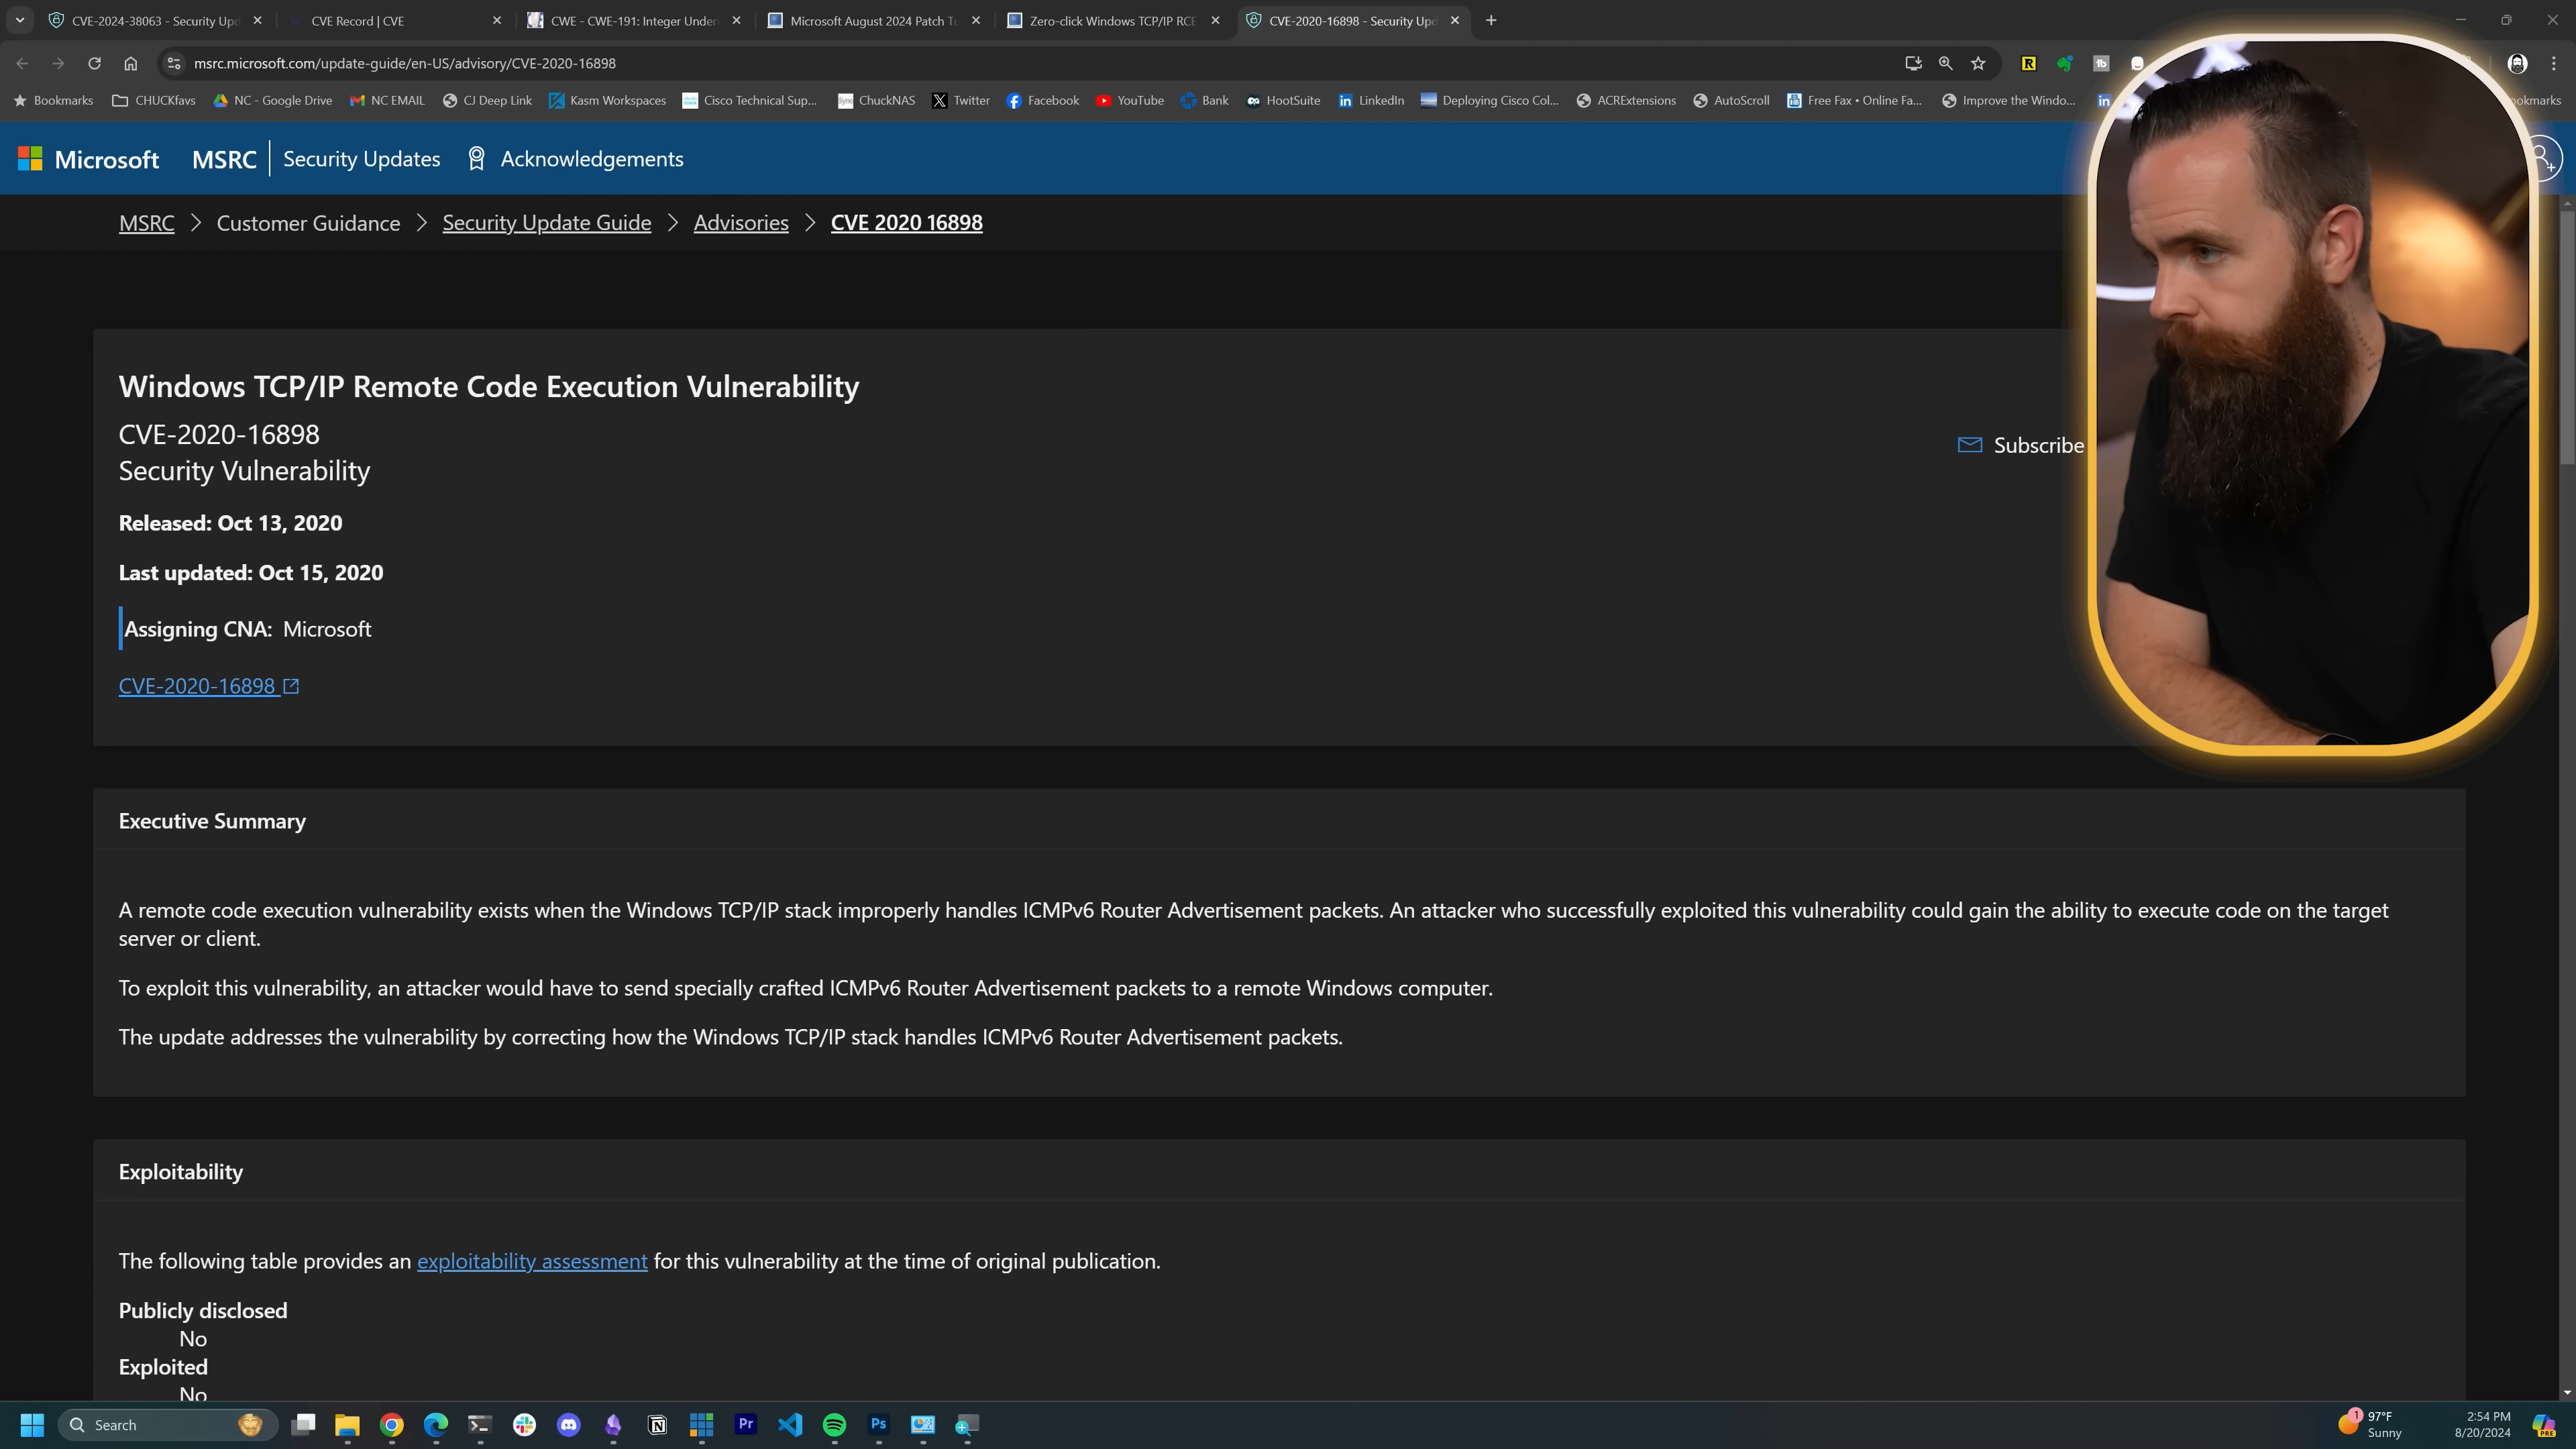 CVE-2024-38063 - Security Upd
CVE Record | CVE
CWE - CWE-191: Integer Under
Microsoft August 2024 Patch Tu
Zero-click Windows TCP/IP RCE
CVE-2020-16898 - Security Upd
msrc.microsoft.com/update-guide/en-US/advisory/CVE-2020-16898
Bookmarks
CHUCKfavs
NC - Google Drive
NC EMAIL
CJ Deep Link
Kasm Workspaces
Cisco Technical Sup...
ChuckNAS
Twitter
Facebook
YouTube
Bank
HootSuite
LinkedIn
Deploying Cisco Col...
ACRExtensions
AutoScroll
Free Fax • Online Fa...
Improve the Windo...
ookmarks
Microsoft
MSRC
Security Updates
Acknowledgements
MSRC > Customer Guidance > Security Update Guide > Advisories > CVE 2020 16898
Windows TCP/IP Remote Code Execution Vulnerability
CVE-2020-16898
Subscribe
Security Vulnerability
Released: Oct 13, 2020
Last updated: Oct 15, 2020
Assigning CNA: Microsoft
CVE-2020-16898
Executive Summary
A remote code execution vulnerability exists when the Windows TCP/IP stack improperly handles ICMPv6 Router Advertisement packets. An attacker who successfully exploited this vulnerability could gain the ability to execute code on the target
server or client.
To exploit this vulnerability, an attacker would have to send specially crafted ICMPv6 Router Advertisement packets to a remote Windows computer.
The update addresses the vulnerability by correcting how the Windows TCP/IP stack handles ICMPv6 Router Advertisement packets.
Exploitability
The following table provides an exploitability assessment for this vulnerability at the time of original publication.
Publicly disclosed
No
Exploited
No
Search
Pr
Ps
1
97°F
Sunny
2:54 PM
8/20/2024
PRE